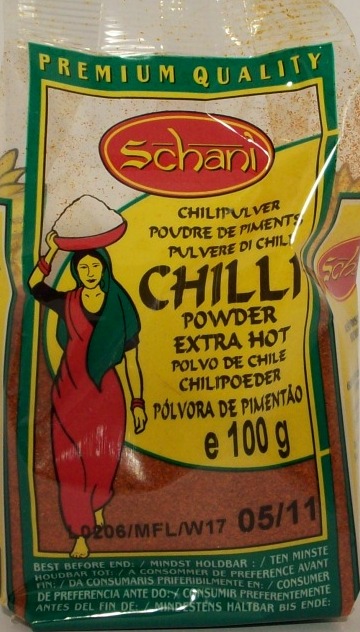 PREMIUM QUALITY
Schani
CHILIPULVER
POUDRE DE PIMENTS
PULVERE DI CHILI
CHILLI
POWDER
EXTRA HOT
POLVO DE CHILE
CHILIPOEDER
PÓLVORA DE PIMENTÃO
e 100 g
L0206/MFL/W17 05/11
BEST BEFORE END: / MINDST HOLDBAR : / TEN MINSTE
HOUDBAR TOT: / A CONSOMMER DE PREFERENCE AVANT
FIN: / DA CONSUMARIS PRIFERIBILMENTE EN: / CONSUMER
DE PREFERENCIA ANTE DO: / CONSUMIR PREFERENTEMENTE
ANTES DEL FIN DE: / MINDESTENS HALTBAR BIS ENDE: